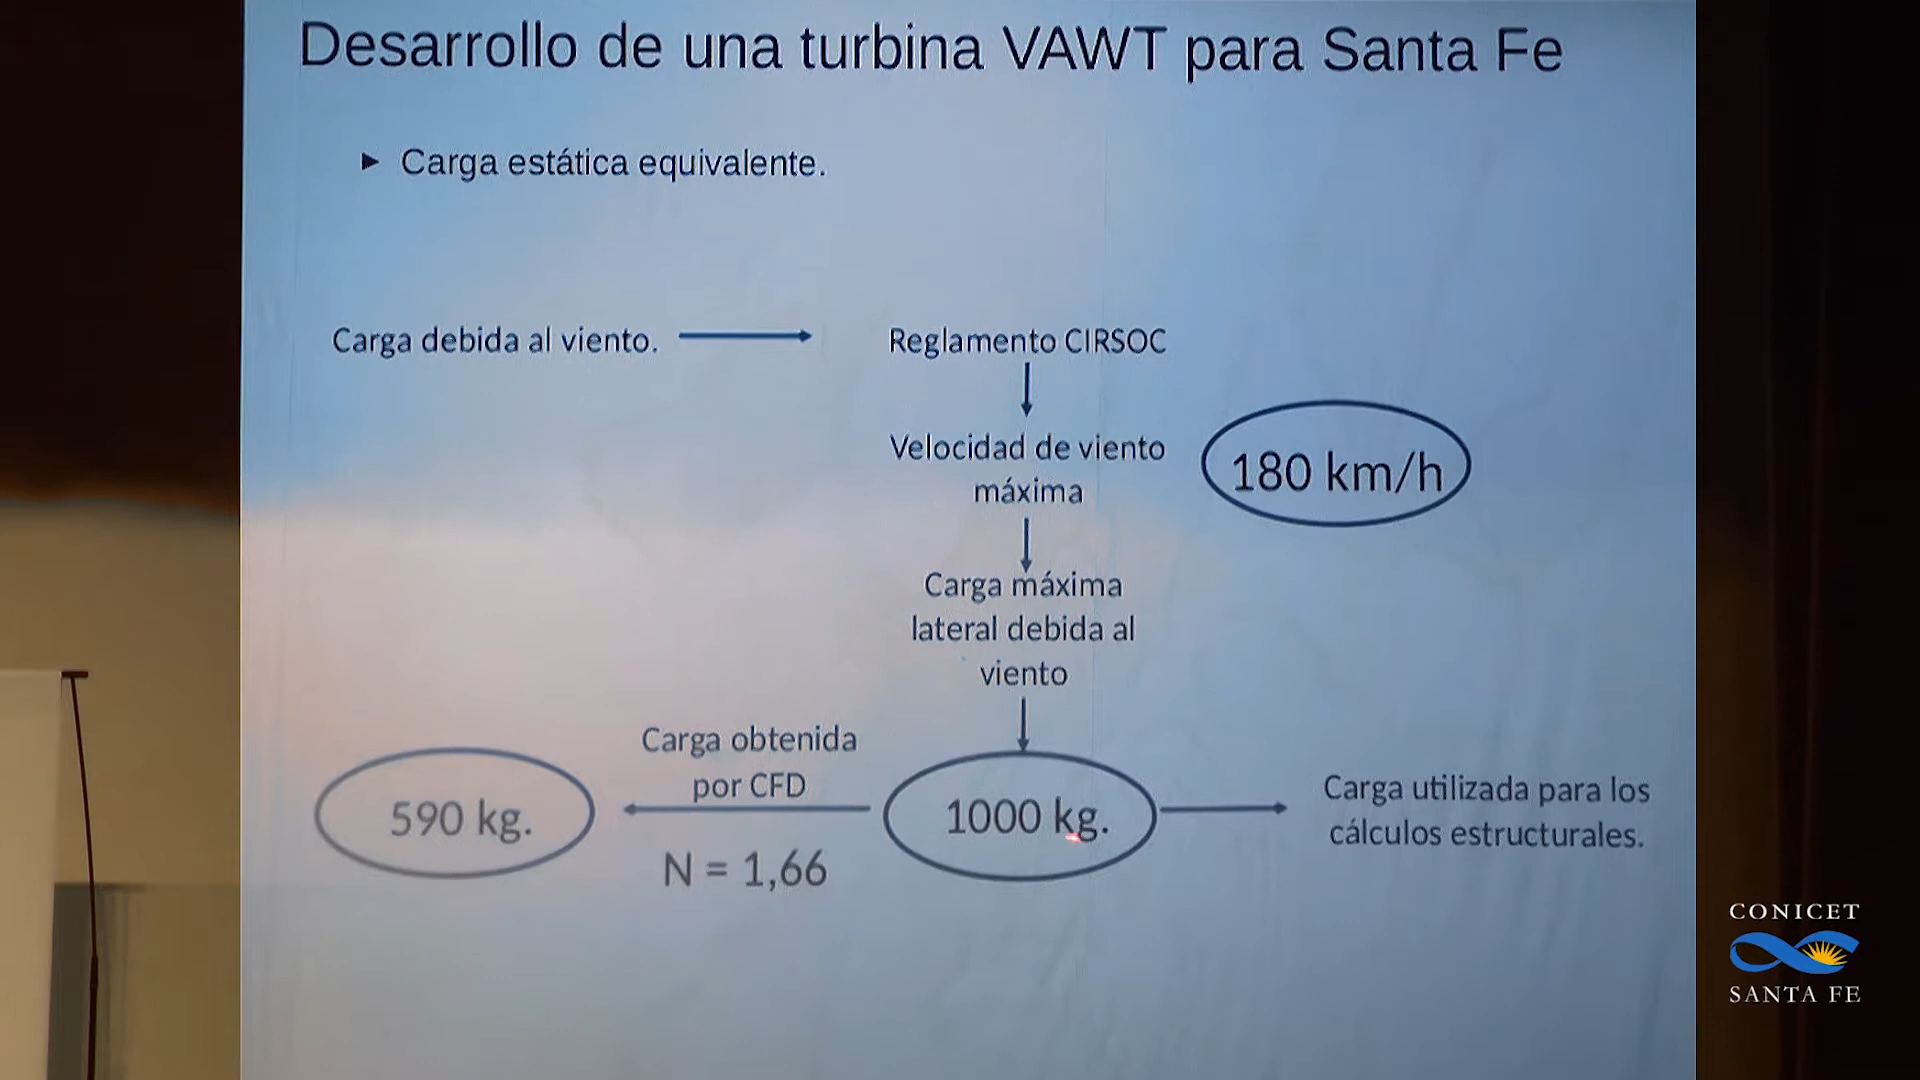 Desarrollo de una turbina VAWT para Santa Fe
► Carga estática equivalente.
Carga debida al viento.
Reglamento CIRSOC
Velocidad de viento
máxima
180 km/h
Carga máxima
lateral debida al
viento
Carga obtenida
por CFD
590 kg.
N = 1,66
1000 kg.
Carga utilizada para los
cálculos estructurales.
CONICET
SANTA FE